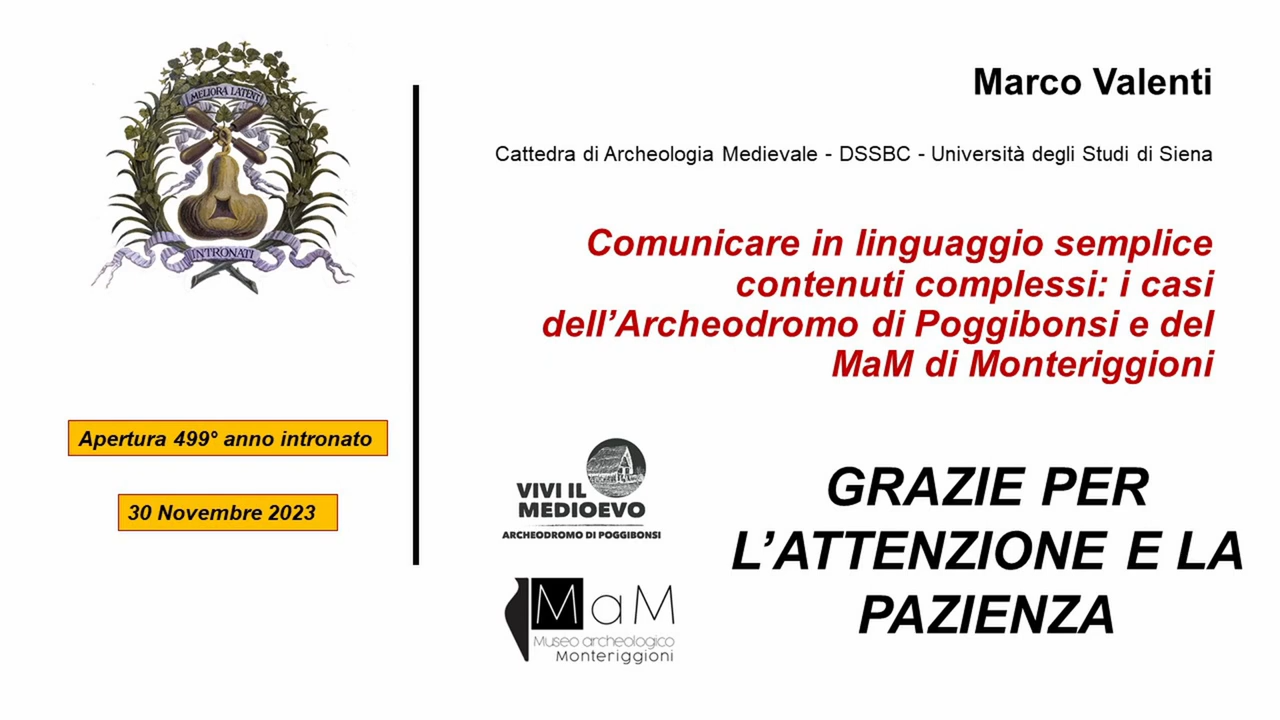 MELIORA LATENT
INTRONATI
Apertura 499° anno intronato
30 Novembre 2023
Marco Valenti
Cattedra di Archeologia Medievale - DSSBC - Università degli Studi di Siena
Comunicare in linguaggio semplice
contenuti complessi: i casi
dell’Archeodromo di Poggibonsi e del
MaM di Monteriggioni
VIVI IL
MEDIOEVO
ARCHEODROMO DI POGGIBONSI
MaM
Museo archeologico
Monteriggioni
GRAZIE PER
L’ATTENZIONE E LA
PAZIENZA